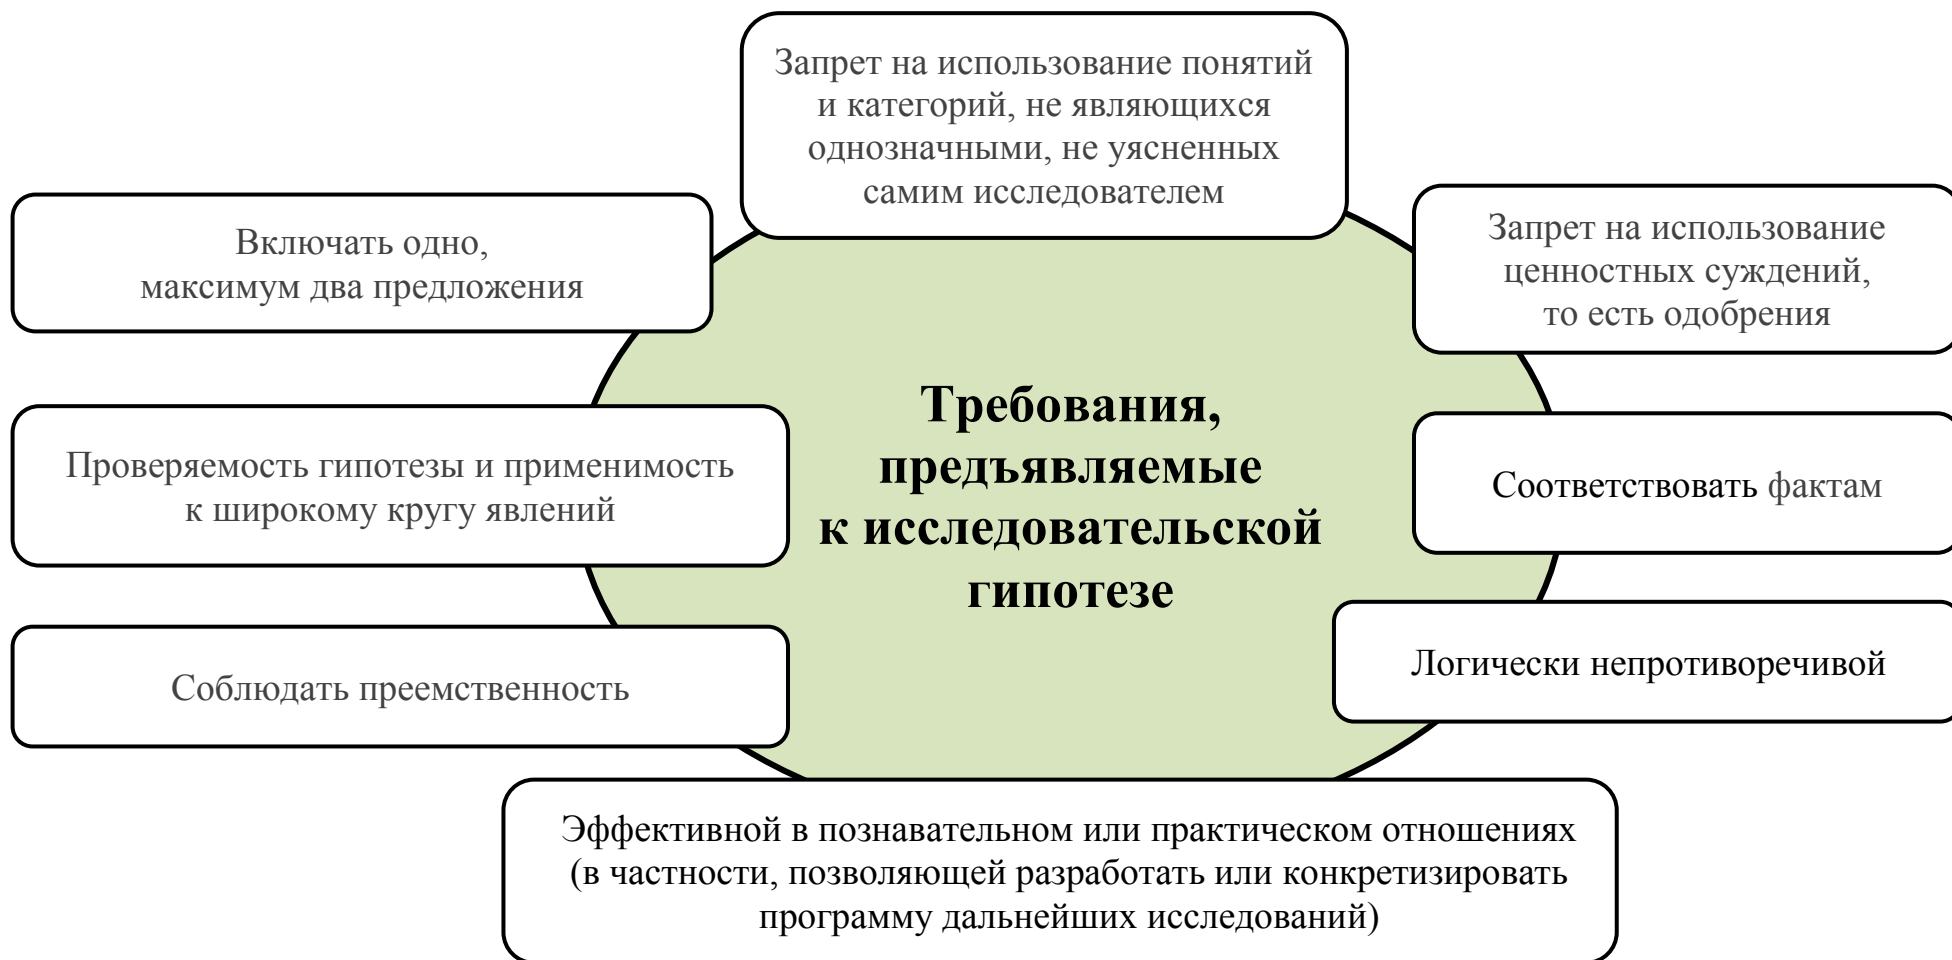 Запрет на использование понятий
и категорий, не являющихся
однозначными, не уясненных
самим исследователем
Включать одно,
максимум два предложения
Запрет на использование
ценностных суждений,
то есть одобрения
Требования,
предъявляемые
к исследовательской
гипотезе
Проверяемость гипотезы и применимость
к широкому кругу явлений
Соответствовать фактам
Соблюдать преемственность
Логически непротиворечивой
Эффективной в познавательном или практическом отношениях
(в частности, позволяющей разработать или конкретизировать
программу дальнейших исследований)